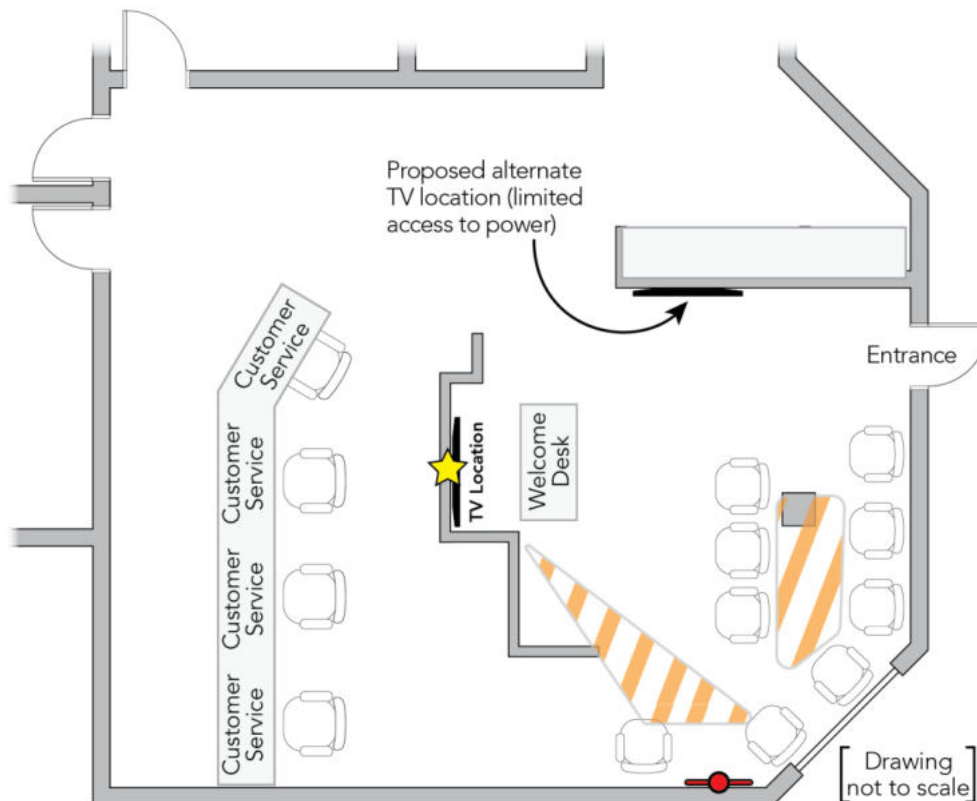 Proposed alternate
TV location (limited
access to power)
Entrance
Customer
Service
Customer
Service
Customer
Service
Customer
Service
TV Location
Welcome
Desk
Drawing
not to scale